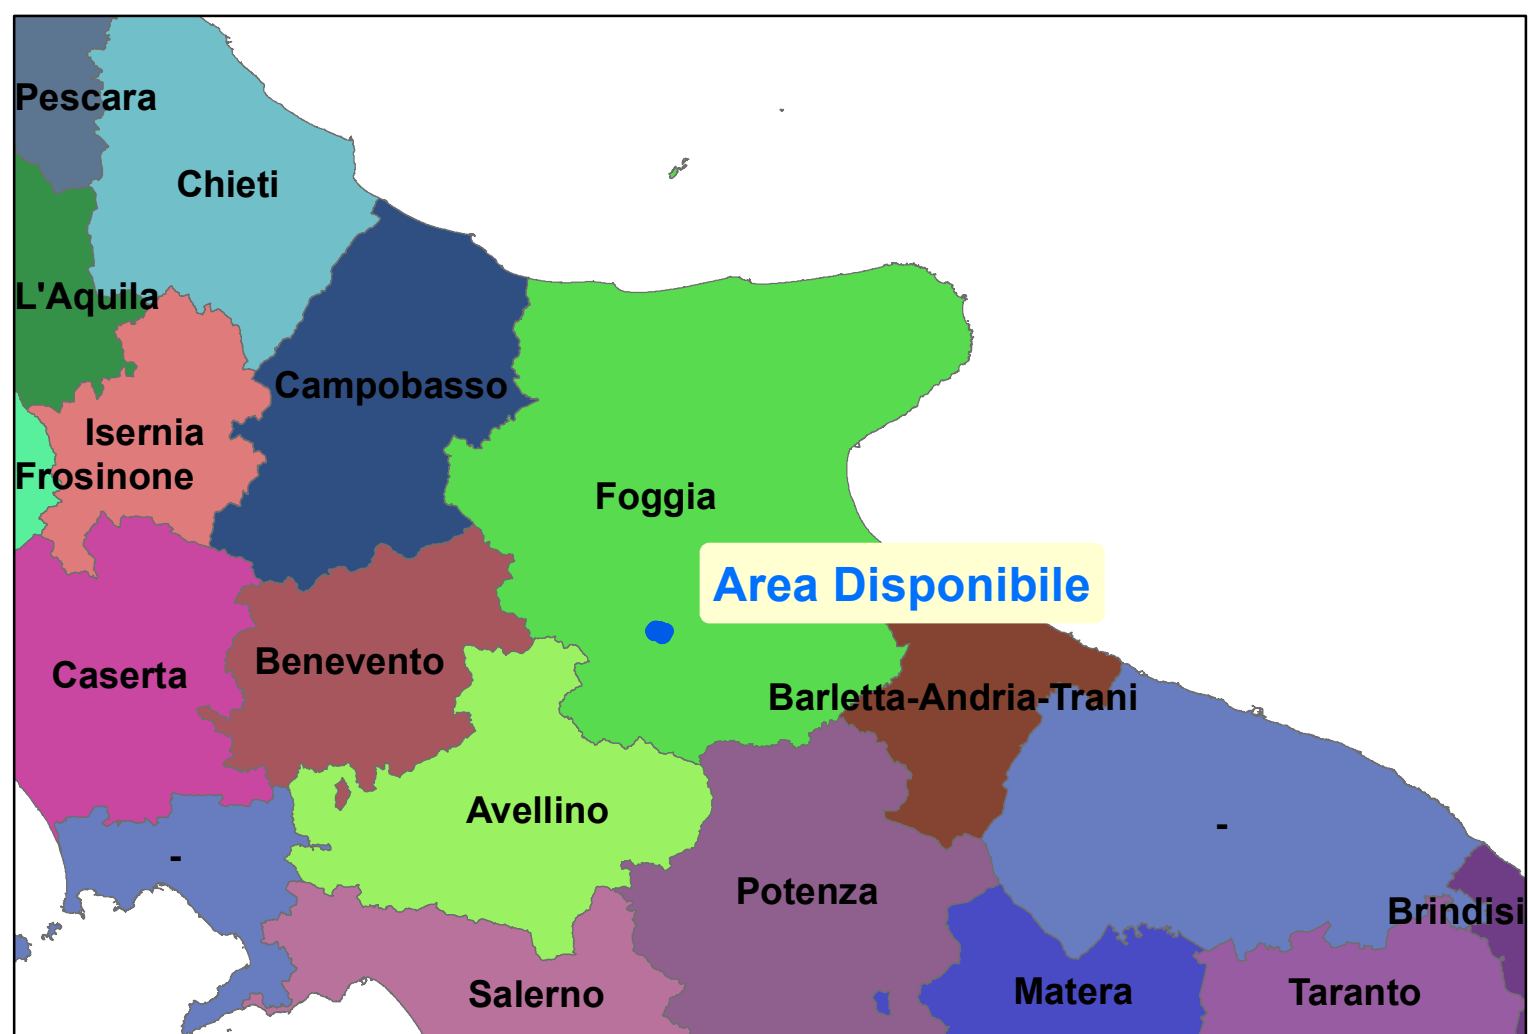 Pescara
Chieti
L'Aquila
Campobasso
Isernia
Frosinone
Foggia
Area Disponibile
Benevento
Caserta
Barletta-Andria-Trani
Avellino
-
-
Potenza
Brindisi
Salerno
Matera
Taranto